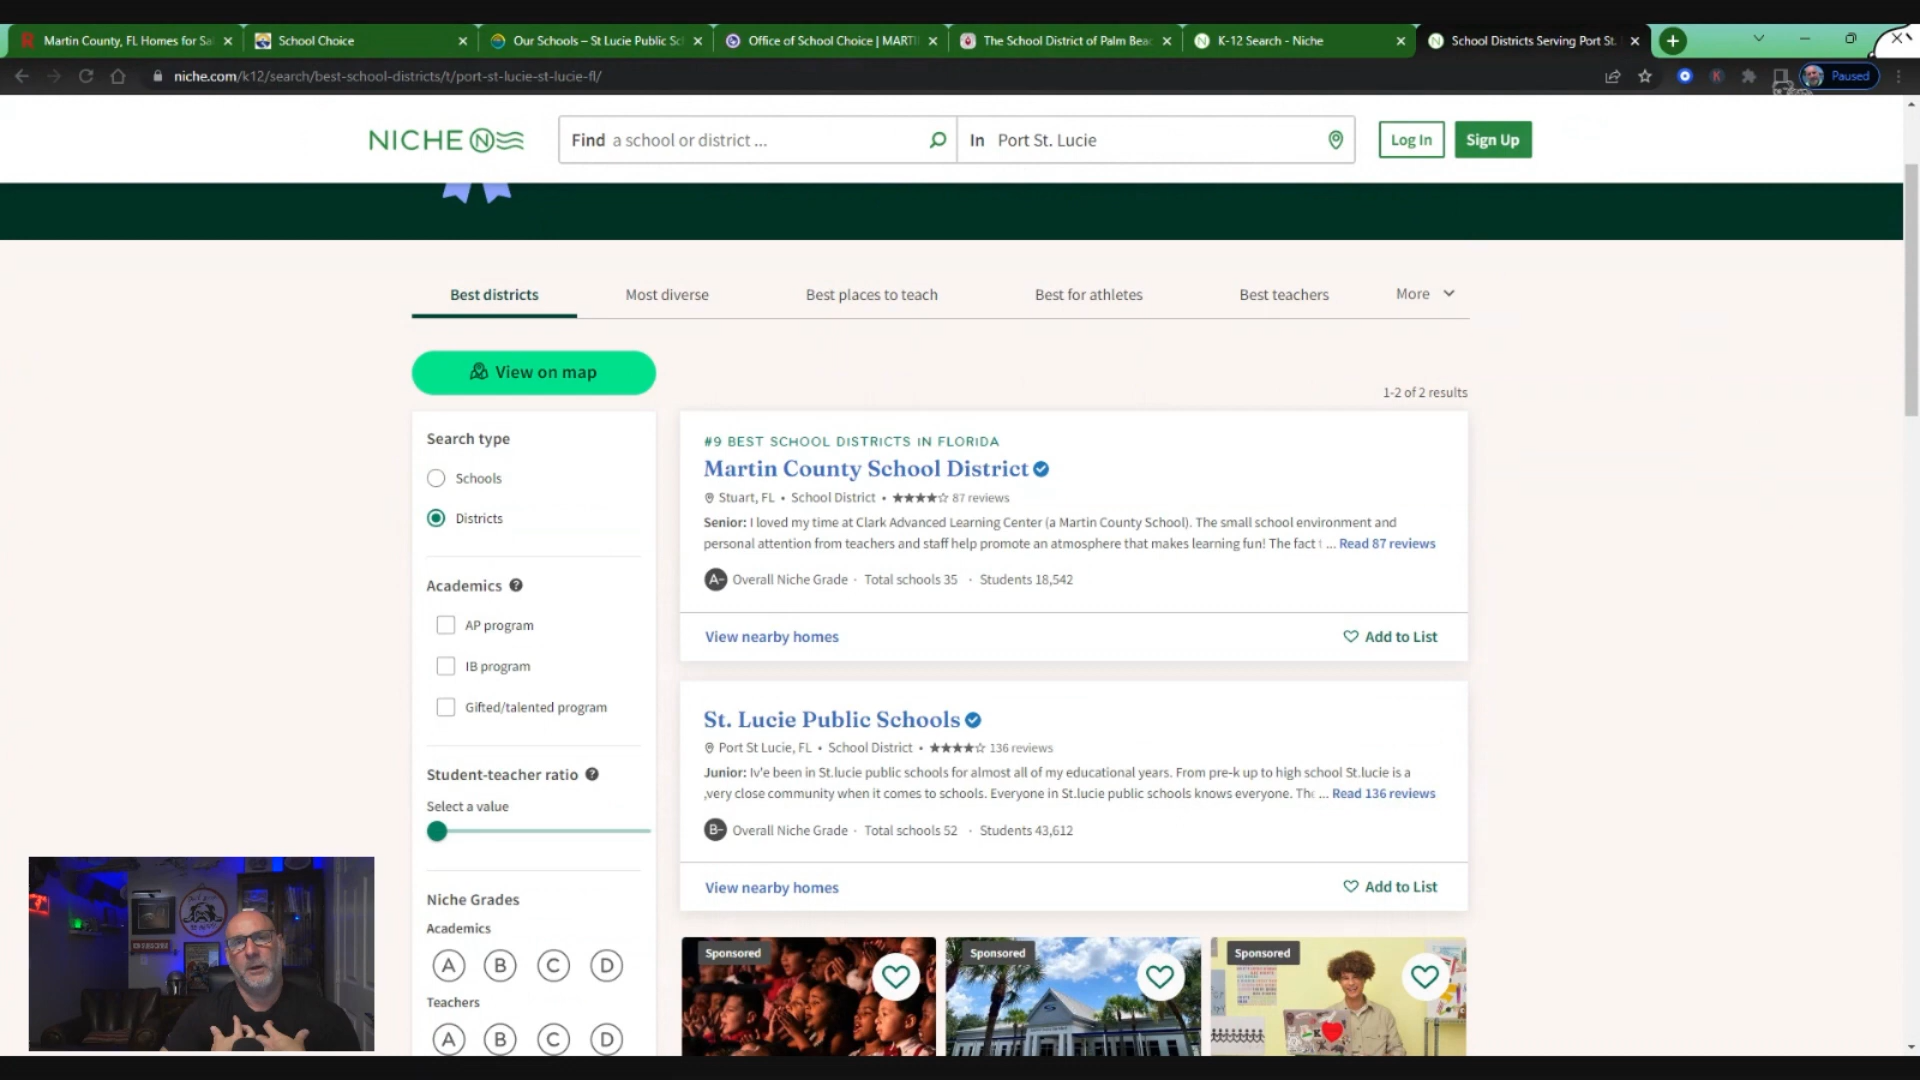 Martin County, FL Homes for Sa
School Choice
Our Schools – St Lucie Public Sc
Office of School Choice | MARTI
The School District of Palm Bea
K-12 Search - Niche
School Districts Serving Port St.
niche.com/k12/search/best-school-districts/t/port-st-lucie-st-lucie-fl/
K
Paused
NICHE N
Find a school or district ...
In Port St. Lucie
Log In
Sign Up
Best districts
Most diverse
Best places to teach
Best for athletes
Best teachers
More
View on map
1-2 of 2 results
Search type
Schools
Districts
Academics ?
AP program
IB program
Gifted/talented program
Student-teacher ratio ?
Select a value
Niche Grades
Academics
A B C D
Teachers
A B C D
#9 BEST SCHOOL DISTRICTS IN FLORIDA
Martin County School District
Stuart, FL • School District • ★★★★☆ 87 reviews
Senior: I loved my time at Clark Advanced Learning Center (a Martin County School). The small school environment and
personal attention from teachers and staff help promote an atmosphere that makes learning fun! The fact t ... Read 87 reviews
A- Overall Niche Grade · Total schools 35 · Students 18,542
View nearby homes
Add to List
St. Lucie Public Schools
Port St Lucie, FL • School District • ★★★★☆ 136 reviews
Junior: Iv'e been in St.lucie public schools for almost all of my educational years. From pre-k up to high school St.lucie is a
,very close community when it comes to schools. Everyone in St.lucie public schools knows everyone. The ... Read 136 reviews
B- Overall Niche Grade · Total schools 52 · Students 43,612
View nearby homes
Add to List
Sponsored
Sponsored
Sponsored